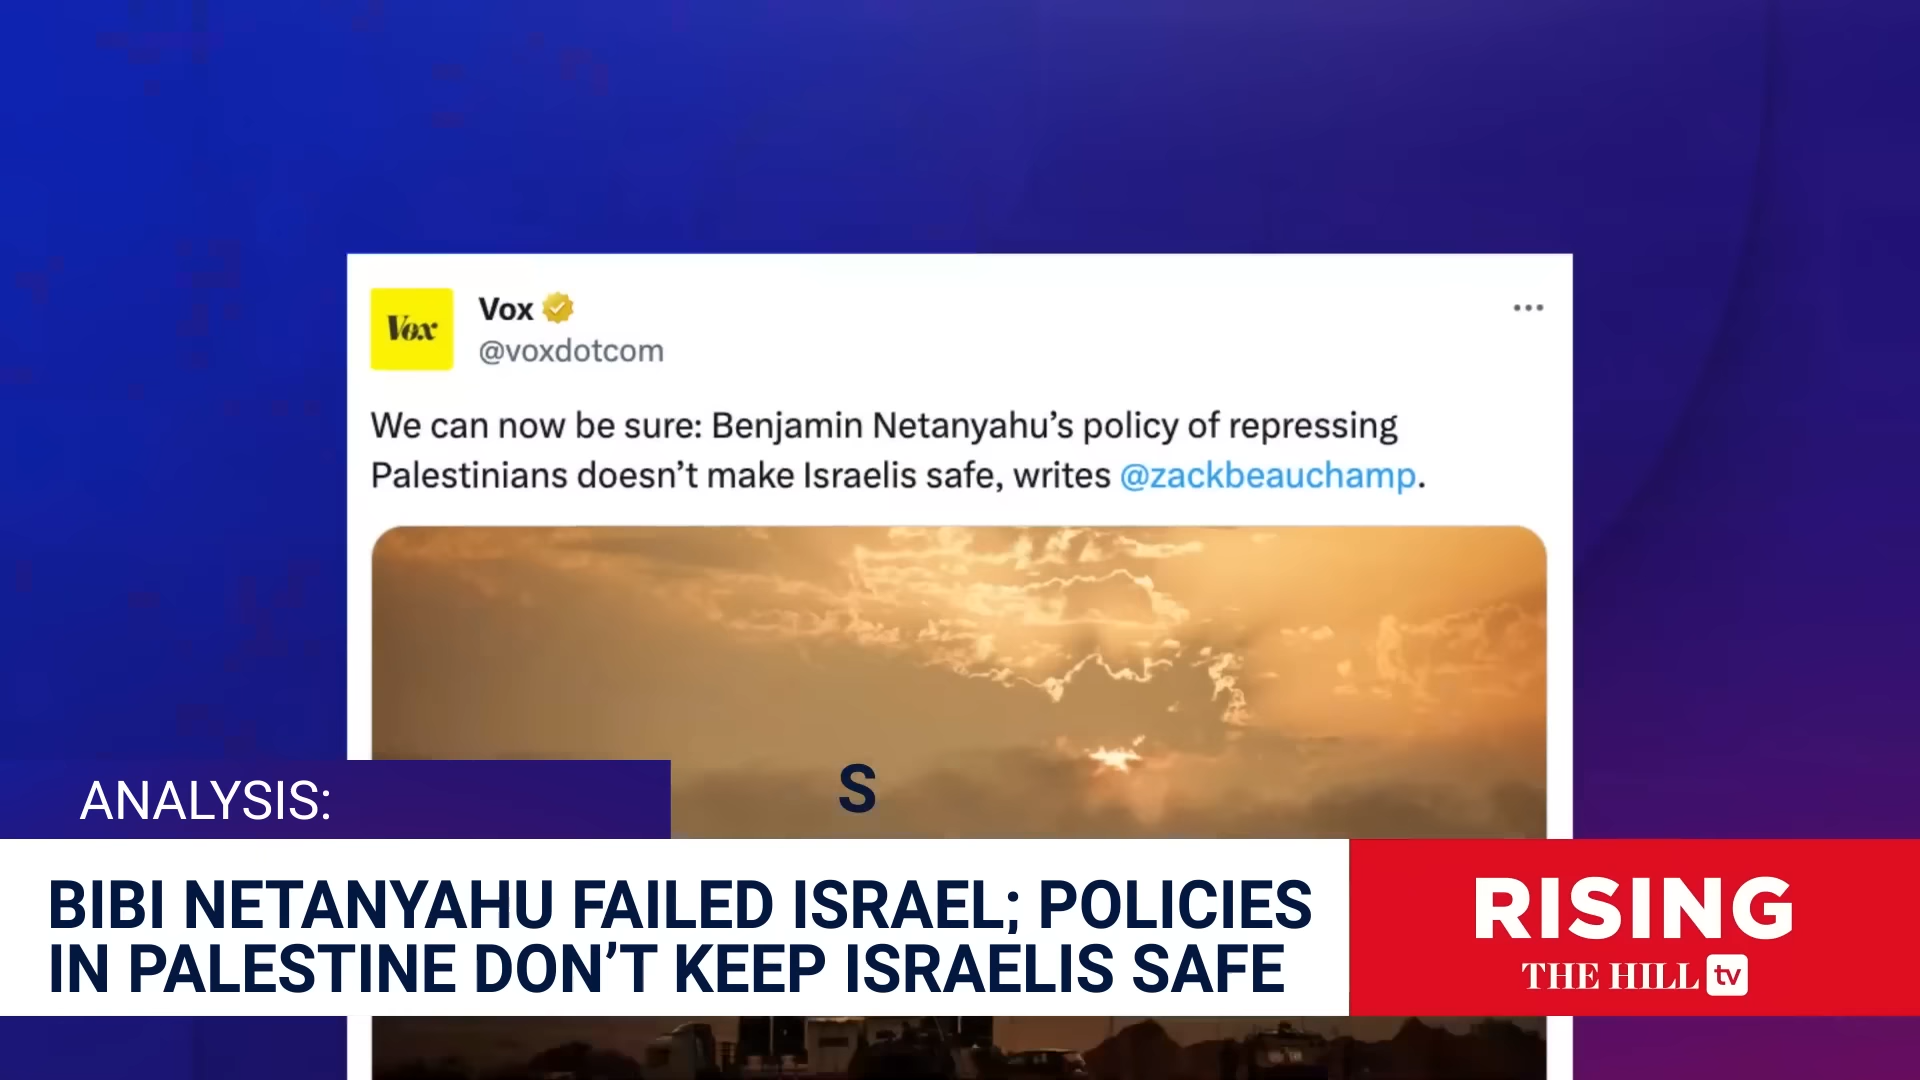 Vox
Vox
@voxdotcom
We can now be sure: Benjamin Netanyahu’s policy of repressing
Palestinians doesn’t make Israelis safe, writes @zackbeauchamp.
S
ANALYSIS:
BIBI NETANYAHU FAILED ISRAEL; POLICIES
IN PALESTINE DON’T KEEP ISRAELIS SAFE
RISING
THE HILL tv